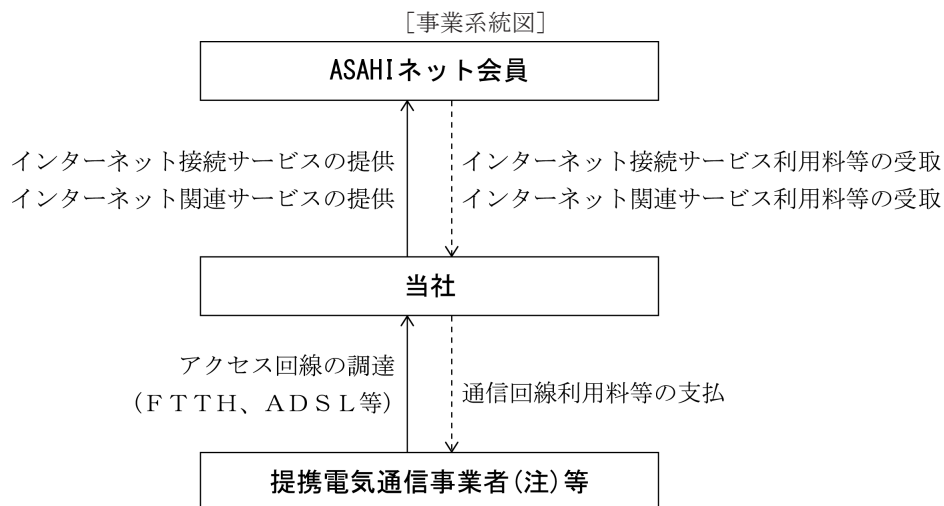 ［事業系統図］
ASAHIネット会員
インターネット接続サービスの提供
インターネット関連サービスの提供
インターネット接続サービス利用料等の受取
インターネット関連サービス利用料等の受取
当社
アクセス回線の調達
（ＦＴＴＨ、ＡＤＳＬ等）
通信回線利用料等の支払
提携電気通信事業者(注)等